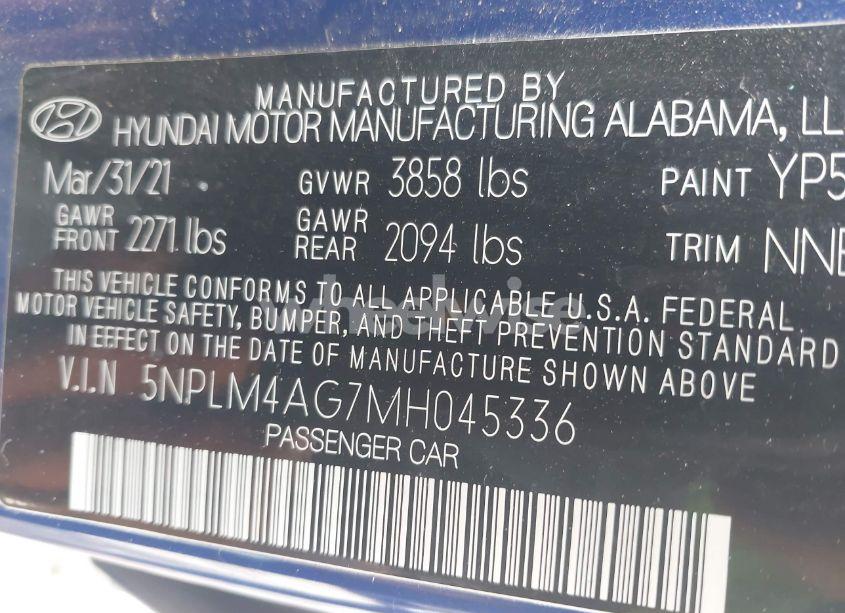 MANUFACTURED BY
HYUNDAI MOTOR MANUFACTURING ALABAMA, LL
Mar/31/21 GVWR 3858 lbs PAINT YP5
GAWR FRONT 2271 lbs GAWR REAR 2094 lbs TRIM NNB
THIS VEHICLE CONFORMS TO ALL APPLICABLE U.S.A. FEDERAL
MOTOR VEHICLE SAFETY, BUMPER, AND THEFT PREVENTION STANDAR
IN EFFECT ON THE DATE OF MANUFACTURE SHOWN ABOVE
V.I.N 5NPLM4AG7MH045336
PASSENGER CAR
wheelwise